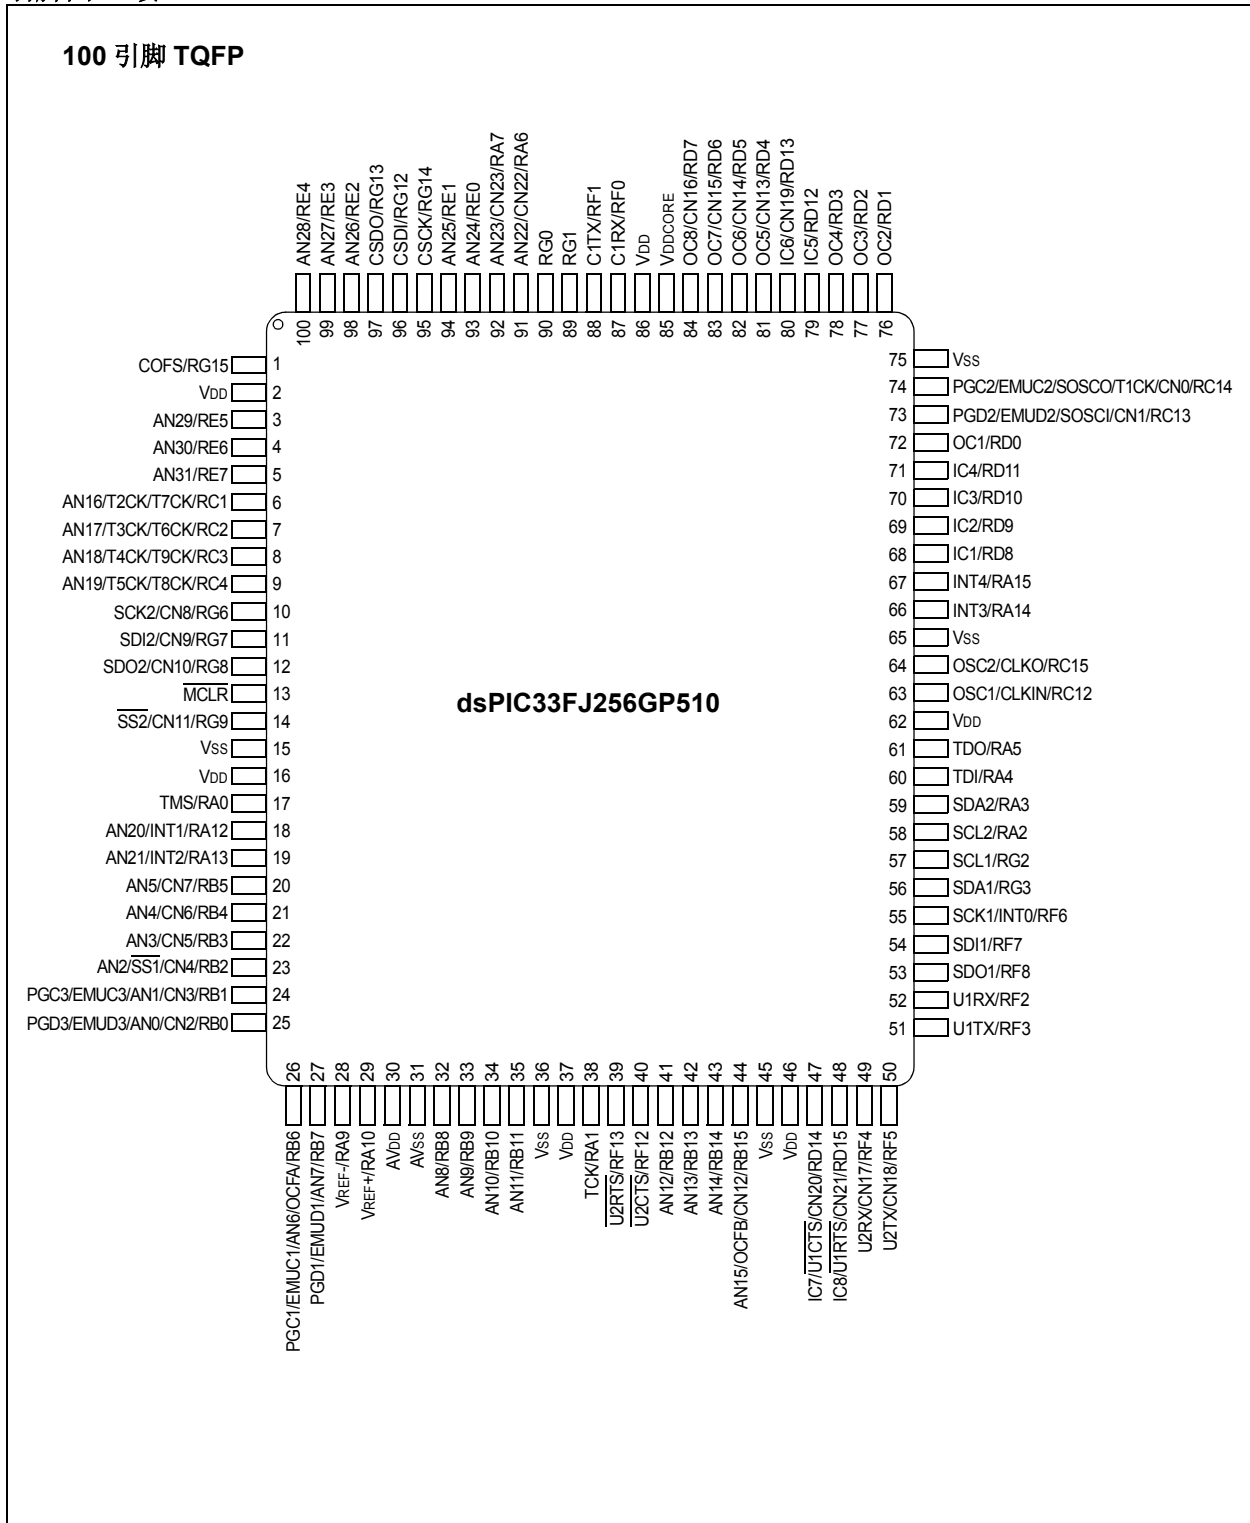 100 引脚 TQFP
AN28/RE4
AN27/RE3
AN26/RE2
CSDO/RG13
CSDI/RG12
CSCK/RG14
AN25/RE1
AN24/RE0
AN23/CN23/RA7
AN22/CN22/RA6
RG0
RG1
C1TX/RF1
C1RX/RF0
VDD
VDDCORE
OC8/CN16/RD7
OC7/CN15/RD6
OC6/CN14/RD5
OC5/CN13/RD4
IC6/CN19/RD13
IC5/RD12
OC4/RD3
OC3/RD2
OC2/RD1
100
99
98
97
96
95
94
93
92
91
90
89
88
87
86
85
84
83
82
81
80
79
78
77
76
COFS/RG15 1
VDD 2
AN29/RE5 3
AN30/RE6 4
AN31/RE7 5
AN16/T2CK/T7CK/RC1 6
AN17/T3CK/T6CK/RC2 7
AN18/T4CK/T9CK/RC3 8
AN19/T5CK/T8CK/RC4 9
SCK2/CN8/RG6 10
SDI2/CN9/RG7 11
SDO2/CN10/RG8 12
MCLR 13
SS2/CN11/RG9 14
VSS 15
VDD 16
TMS/RA0 17
AN20/INT1/RA12 18
AN21/INT2/RA13 19
AN5/CN7/RB5 20
AN4/CN6/RB4 21
AN3/CN5/RB3 22
AN2/SS1/CN4/RB2 23
PGC3/EMUC3/AN1/CN3/RB1 24
PGD3/EMUD3/AN0/CN2/RB0 25
dsPIC33FJ256GP510
75 VSS
74 PGC2/EMUC2/SOSCO/T1CK/CN0/RC14
73 PGD2/EMUD2/SOSCI/CN1/RC13
72 OC1/RD0
71 IC4/RD11
70 IC3/RD10
69 IC2/RD9
68 IC1/RD8
67 INT4/RA15
66 INT3/RA14
65 VSS
64 OSC2/CLKO/RC15
63 OSC1/CLKIN/RC12
62 VDD
61 TDO/RA5
60 TDI/RA4
59 SDA2/RA3
58 SCL2/RA2
57 SCL1/RG2
56 SDA1/RG3
55 SCK1/INT0/RF6
54 SDI1/RF7
53 SDO1/RF8
52 U1RX/RF2
51 U1TX/RF3
26
27
28
29
30
31
32
33
34
35
36
37
38
39
40
41
42
43
44
45
46
47
48
49
50
PGC1/EMUC1/AN6/OCFA/RB6
PGD1/EMUD1/AN7/RB7
VREF-/RA9
VREF+/RA10
AVDD
AVSS
AN8/RB8
AN9/RB9
AN10/RB10
AN11/RB11
VSS
VDD
TCK/RA1
U2RTS/RF13
U2CTS/RF12
AN12/RB12
AN13/RB13
AN14/RB14
AN15/OCFB/CN12/RB15
VSS
VDD
IC7/U1CTS/CN20/RD14
IC8/U1RTS/CN21/RD15
U2RX/CN17/RF4
U2TX/CN18/RF5